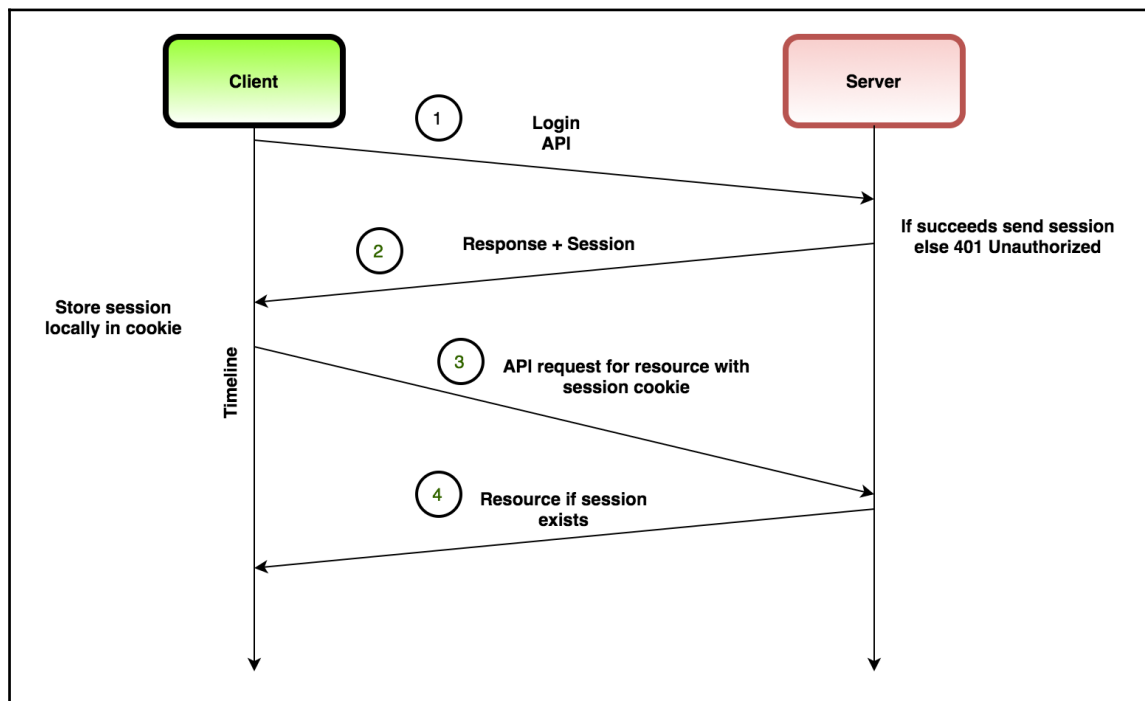 Client
Server
1
Login
API
If succeeds send session
else 401 Unauthorized
2
Response + Session
Store session
locally in cookie
Timeline
3
API request for resource with
session cookie
4
Resource if session
exists